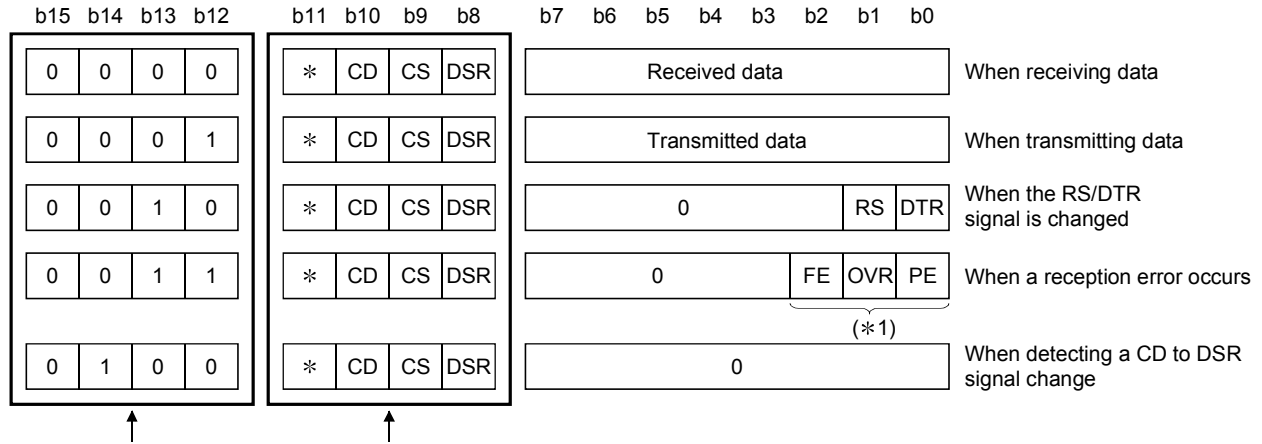 b15 b14 b13 b12 b11 b10 b9 b8 b7 b6 b5 b4 b3 b2 b1 b0
0 0 0 0 * CD CS DSR Received data When receiving data
0 0 0 1 * CD CS DSR Transmitted data When transmitting data
0 0 1 0 * CD CS DSR 0 RS DTR When the RS/DTR
signal is changed
0 0 1 1 * CD CS DSR 0 FE OVR PE When a reception error occurs
(*1)
0 1 0 0 * CD CS DSR 0 When detecting a CD to DSR
signal change